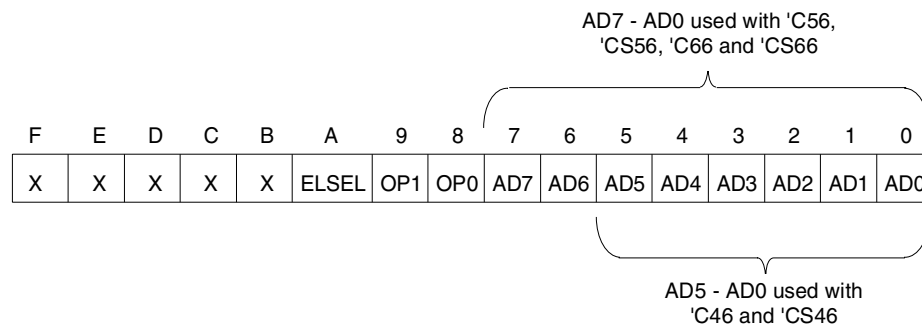 AD7 - AD0 used with 'C56,
'CS56, 'C66 and 'CS66
F E D C B A 9 8 7 6 5 4 3 2 1 0
X X X X X ELSEL OP1 OP0 AD7 AD6 AD5 AD4 AD3 AD2 AD1 AD0
AD5 - AD0 used with
'C46 and 'CS46